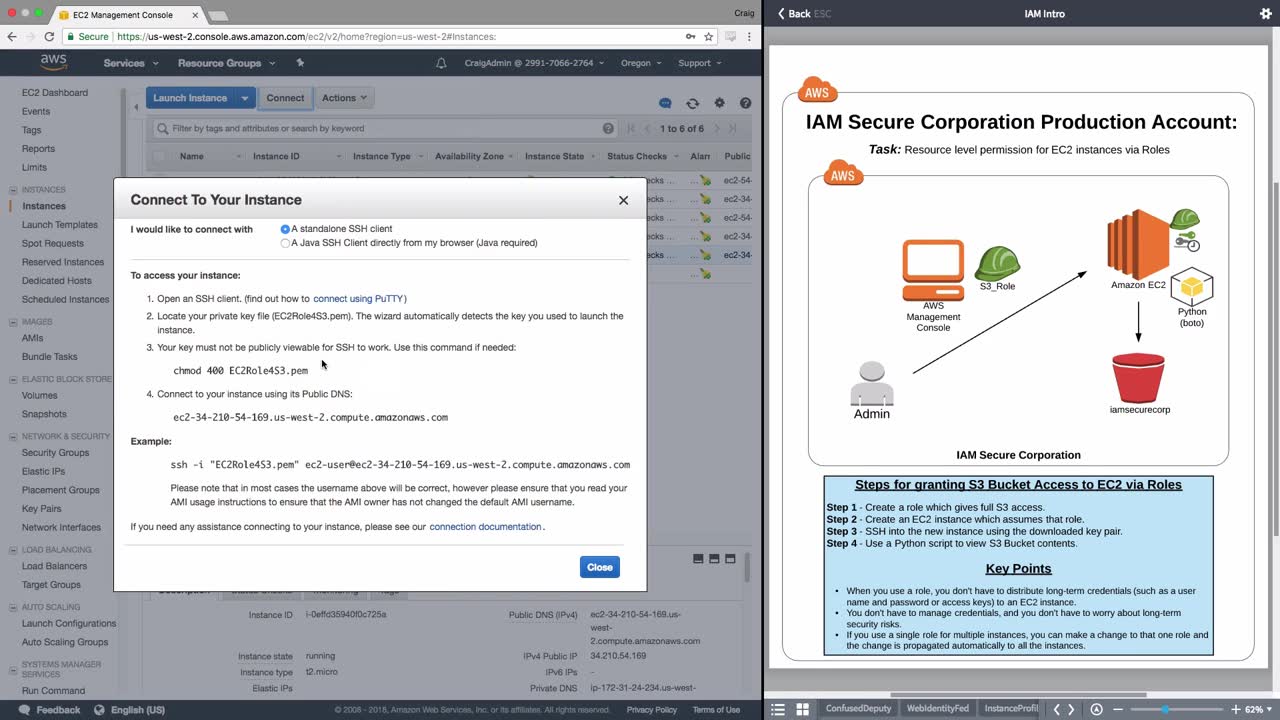 EC2 Management Console
Craig
Secure
https://us-west-2.console.aws.amazon.com/ec2/v2/home?region=us-west-2#Instances:
aws
Services
Resource Groups
CraigAdmin @ 2991-7066-2764
Oregon
Support
EC2 Dashboard
Events
Tags
Reports
Limits
INSTANCES
Instances
Launch Templates
Spot Requests
Reserved Instances
Dedicated Hosts
Scheduled Instances
IMAGES
AMIs
Bundle Tasks
ELASTIC BLOCK STORE
Volumes
Snapshots
NETWORK & SECURITY
Security Groups
Elastic IPs
Placement Groups
Key Pairs
Network Interfaces
LOAD BALANCING
Load Balancers
Target Groups
AUTO SCALING
Launch Configurations
Auto Scaling Groups
SYSTEMS MANAGER
SERVICES
Run Command
Launch Instance
Connect
Actions
Filter by tags and attributes or search by keyword
1 to 6 of 6
Name
Instance ID
Instance Type
Availability Zone
Instance State
Status Checks
Alarr
Public
ecks ...
ec2-54-
ecks ...
ec2-34-
ecks ...
ec2-54-
ecks ...
ec2-34-
ecks ...
ec2-34-
Connect To Your Instance
I would like to connect with
A standalone SSH client
A Java SSH Client directly from my browser (Java required)
To access your instance:
1. Open an SSH client. (find out how to connect using PuTTY)
2. Locate your private key file (EC2Role4S3.pem). The wizard automatically detects the key you used to launch the
instance.
3. Your key must not be publicly viewable for SSH to work. Use this command if needed:
chmod 400 EC2Role4S3.pem
4. Connect to your instance using its Public DNS:
ec2-34-210-54-169.us-west-2.compute.amazonaws.com
Example:
ssh -i "EC2Role4S3.pem" ec2-user@ec2-34-210-54-169.us-west-2.compute.amazonaws.com
Please note that in most cases the username above will be correct, however please ensure that you read your
AMI usage instructions to ensure that the AMI owner has not changed the default AMI username.
If you need any assistance connecting to your instance, please see our connection documentation.
Close
Instance ID
i-0effd35940f0c725a
Public DNS (IPv4)
ec2-34-210-54-169.us-
west-
2.compute.amazonaws.com
Instance state
running
IPv4 Public IP
34.210.54.169
Instance type
t2.micro
IPv6 IPs
-
Elastic IPs
Private DNS
ip-172-31-24-234.us-west-
Feedback
English (US)
© 2008 - 2018, Amazon Web Services, Inc. or its affiliates. All rights reserved.
Privacy Policy
Terms of Use
Back ESC
IAM Intro
AWS
IAM Secure Corporation Production Account:
Task: Resource level permission for EC2 instances via Roles
AWS
AWS
Management
Console
S3_Role
Amazon EC2
Python
(boto)
Admin
iamsecurecorp
IAM Secure Corporation
Steps for granting S3 Bucket Access to EC2 via Roles
Step 1 - Create a role which gives full S3 access.
Step 2 - Create an EC2 instance which assumes that role.
Step 3 - SSH into the new instance using the downloaded key pair.
Step 4 - Use a Python script to view S3 Bucket contents.
Key Points
• When you use a role, you don't have to distribute long-term credentials (such as a user
name and password or access keys) to an EC2 instance.
• You don't have to manage credentials, and you don't have to worry about long-term
security risks.
• If you use a single role for multiple instances, you can make a change to that one role and
the change is propagated automatically to all the instances.
ConfusedDeputy
WebIdentityFed
InstanceProfil
62%